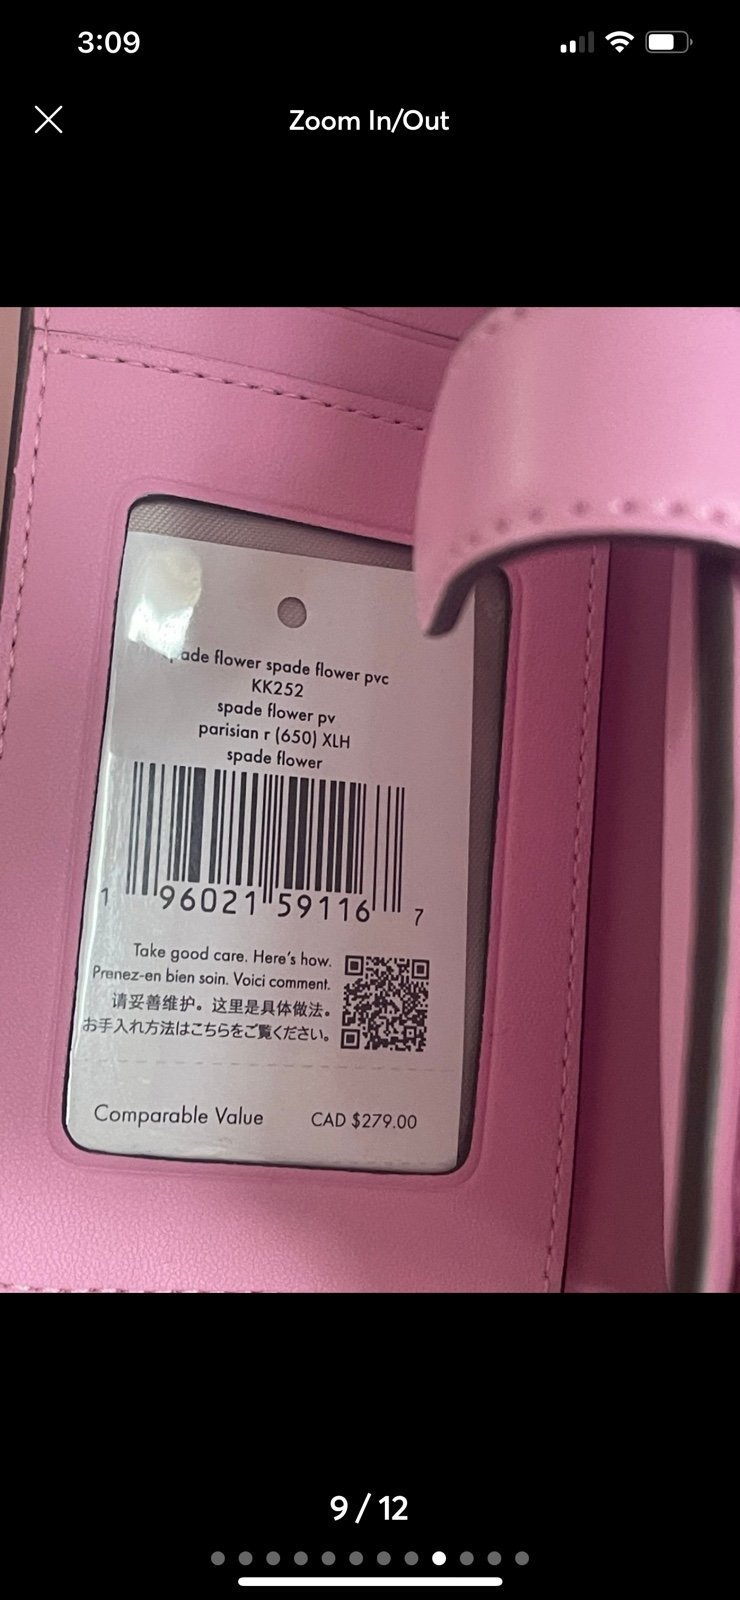 3:09
Zoom In/Out
spade flower pvc
KK252
spade flower pv
parisian r (650) XLH
spade flower
1 96021 59116 7
Take good care. Here's how.
Prenez-en bien soin. Voici comment.
请妥善维护。这里是具体做法。
お手入れ方法はこちらをご覧ください。
Comparable Value CAD $279.00
9 / 12